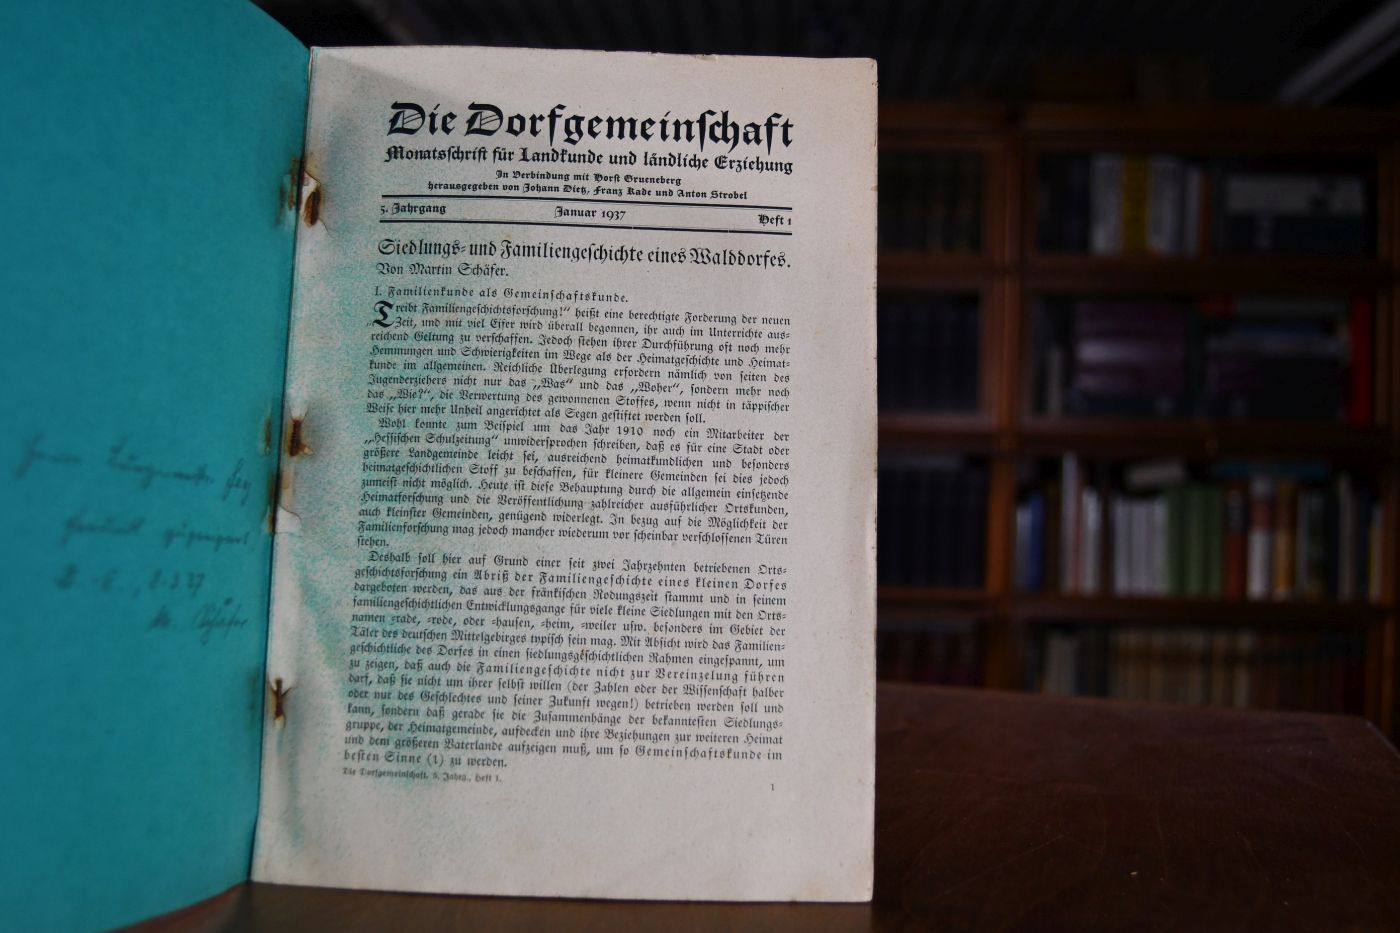 Die Dorfgemeinſchaft
Monatsſchrift für Landkunde und ländliche Erziehung
In Verbindung mit Horſt Grueneberg
herausgegeben von Johann Dietz, Franz Kade und Anton Strobel
5. Jahrgang Januar 1937 Heft 1
Siedlungs- und Familiengeſchichte eines Walddorfes.
Von Martin Schäfer.
I. Familienkunde als Gemeinſchaftskunde.
„Treibt Familiengeſchichtsforſchung!“ heißt eine berechtigte Forderung der neuen
Zeit, und mit viel Eifer wird überall begonnen, ihr auch im Unterrichte aus-
reichend Geltung zu verſchaffen. Jedoch ſtehen ihrer Durchführung oft noch mehr
Hemmungen und Schwierigkeiten im Wege als der Heimatgeſchichte und Heimat-
kunde im allgemeinen. Reichliche Überlegung erfordern nämlich von ſeiten des
Jugenderziehers nicht nur das „Was“ und das „Woher“, ſondern mehr noch
das „Wie?“, die Verwertung des gewonnenen Stoffes, wenn nicht in täppiſcher
Weiſe hier mehr Unheil angerichtet als Segen geſtiftet werden ſoll.
Wohl konnte zum Beiſpiel um das Jahr 1910 noch ein Mitarbeiter der
„Heſſiſchen Schulzeitung“ unwiderſprochen ſchreiben, daß es für eine Stadt oder
größere Landgemeinde leicht ſei, ausreichend heimatkundlichen und beſonders
heimatgeſchichtlichen Stoff zu beſchaffen, für kleinere Gemeinden ſei dies jedoch
zumeiſt nicht möglich. Heute iſt dieſe Behauptung durch die allgemein einſetzende
Heimatforſchung und die Veröffentlichung zahlreicher ausführlicher Ortskunden,
auch kleinſter Gemeinden, genügend widerlegt. In bezug auf die Möglichkeit der
Familienforſchung mag jedoch mancher wiederum vor ſcheinbar verſchloſſenen Türen
ſtehen.
Deshalb ſoll hier auf Grund einer ſeit zwei Jahrzehnten betriebenen Orts-
geſchichtsforſchung ein Abriß der Familiengeſchichte eines kleinen Dorfes
dargeboten werden, das aus der fränkiſchen Rodungszeit ſtammt und in ſeinem
familiengeſchichtlichen Entwicklungsgange für viele kleine Siedlungen mit den Orts-
namen -rade, -rode, oder -hauſen, -heim, -weiler uſw. beſonders im Gebiet der
Täler des deutſchen Mittelgebirges typiſch ſein mag. Mit Abſicht wird das Familien-
geſchichtliche des Dorfes in einen ſiedlungsgeſchichtlichen Rahmen eingeſpannt, um
zu zeigen, daß auch die Familiengeſchichte nicht zur Vereinzelung führen
darf, daß ſie nicht um ihrer ſelbſt willen (der Zahlen oder der Wiſſenſchaft halber
oder nur des Geſchlechtes und ſeiner Zukunft wegen!) betrieben werden ſoll und
kann, ſondern daß gerade ſie die Zuſammenhänge der bekannteſten Siedlungs-
gruppe, der Heimatgemeinde, aufdecken und ihre Beziehungen zur weiteren Heimat
und dem größeren Vaterlande aufzeigen muß, um ſo Gemeinſchaftskunde im
beſten Sinne (1) zu werden.
Die Dorfgemeinſchaft, 5. Jahrg., Heft 1.
1
M. Schäfer